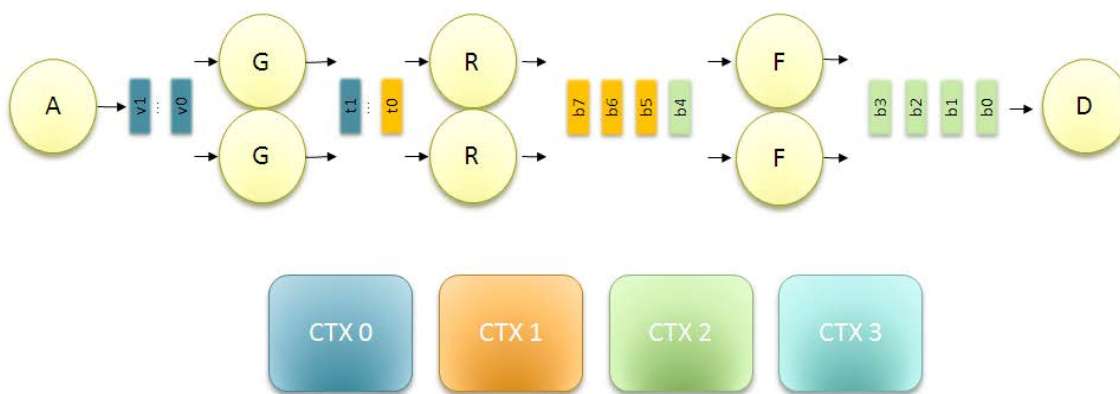 A
v1
...
v0
G
G
t1
...
t0
R
R
b7
b6
b5
b4
F
F
b3
b2
b1
b0
D
CTX 0
CTX 1
CTX 2
CTX 3